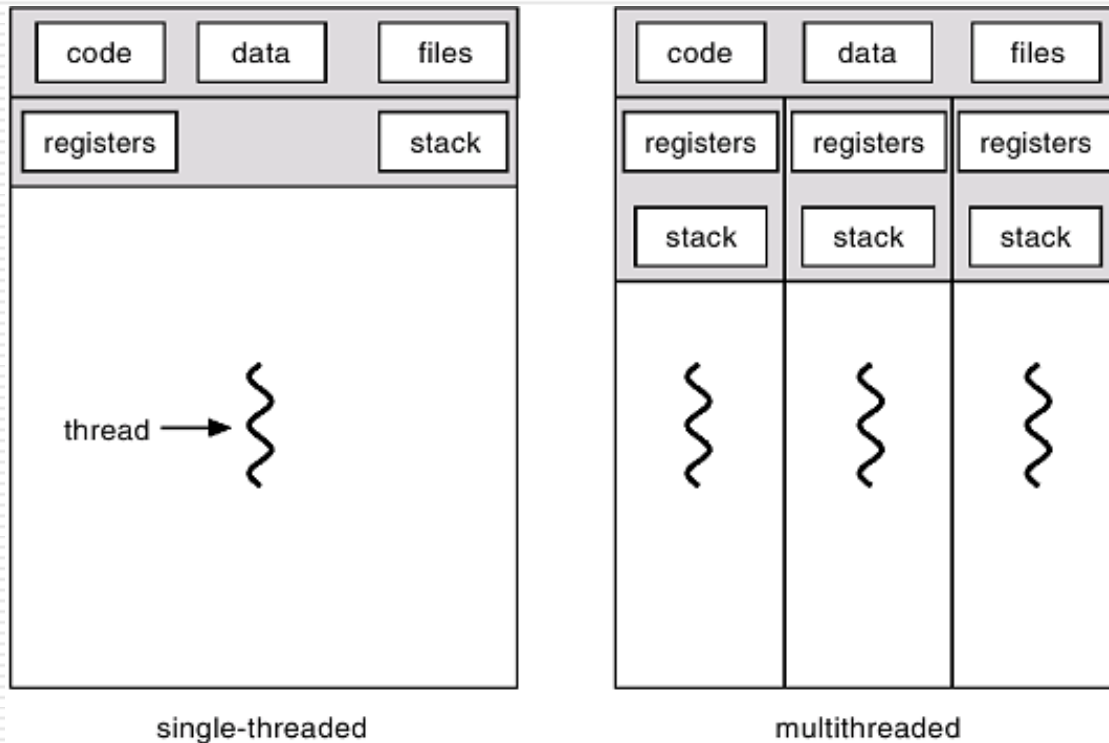 code data files
registers stack
thread
single-threaded
code data files
registers registers registers
stack stack stack
multithreaded